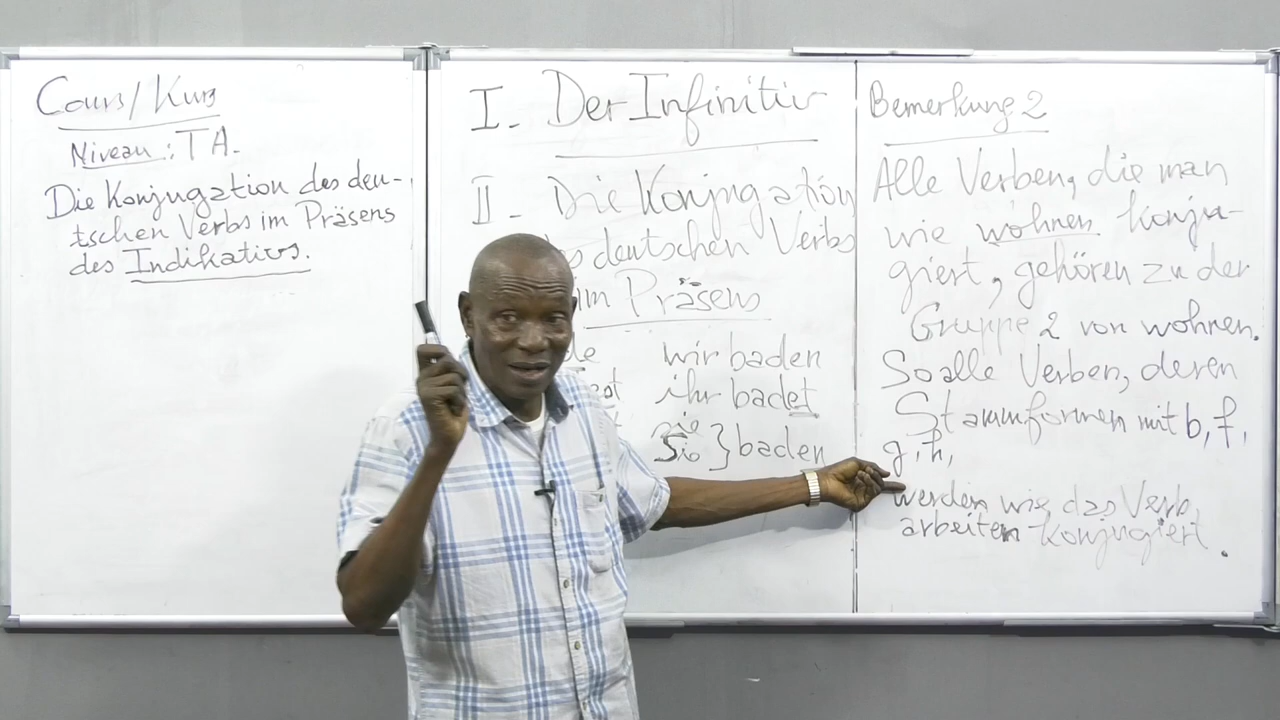 Cours/Kurs
Niveau : TA.
Die Konjugation des deu-
tschen Verbs im Präsens
des Indikativs.
I - Der Infinitiv
II - Die Konjugation
deutschen Verbs
im Präsens
de wir baden
ihr badet
sie
Sie } baden
Bemerkung 2
Alle Verben, die man
wie wohnen konju-
giert, gehören zu der
Gruppe 2 von wohnen.
So alle Verben, deren
Stammformen mit b, f,
g, h,
werden wie das Verb
arbeiten konjugiert.